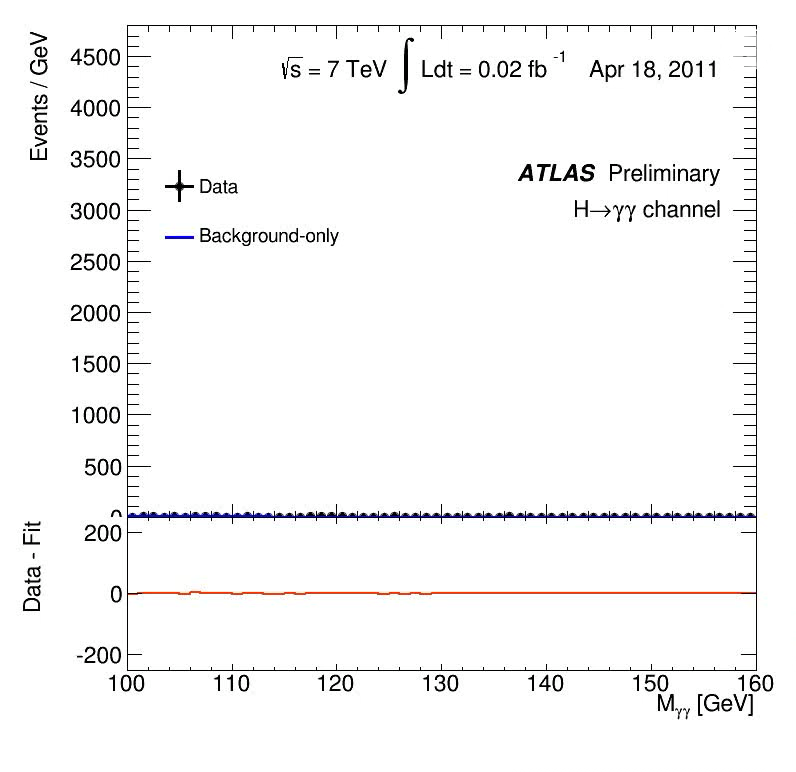 Events / GeV
4500
4000
3500
3000
2500
2000
1500
1000
500
0
√s = 7 TeV ∫ Ldt = 0.02 fb⁻¹ Apr 18, 2011
ATLAS Preliminary
H→γγ channel
Data
Background-only
Data - Fit
200
0
-200
100 110 120 130 140 150 160
Mγγ [GeV]